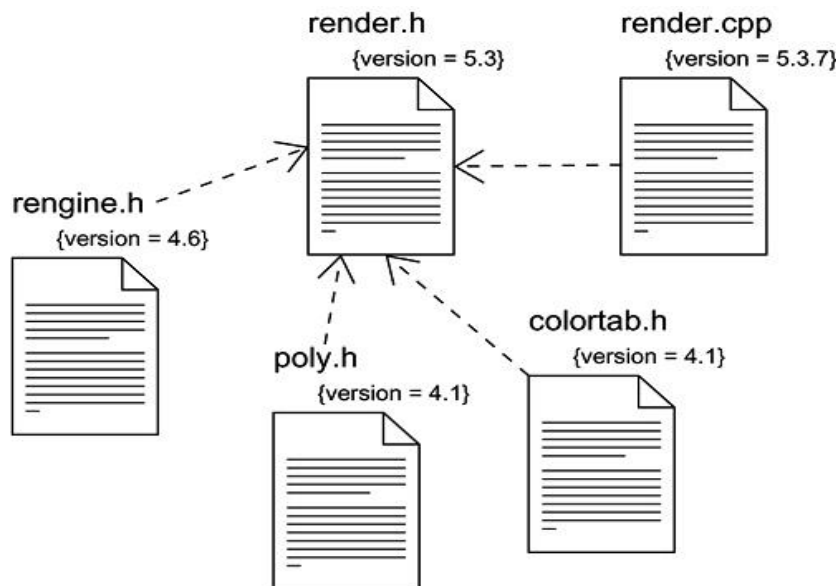 render.h
{version = 5.3}
render.cpp
{version = 5.3.7}
rengine.h
{version = 4.6}
colortab.h
{version = 4.1}
poly.h
{version = 4.1}